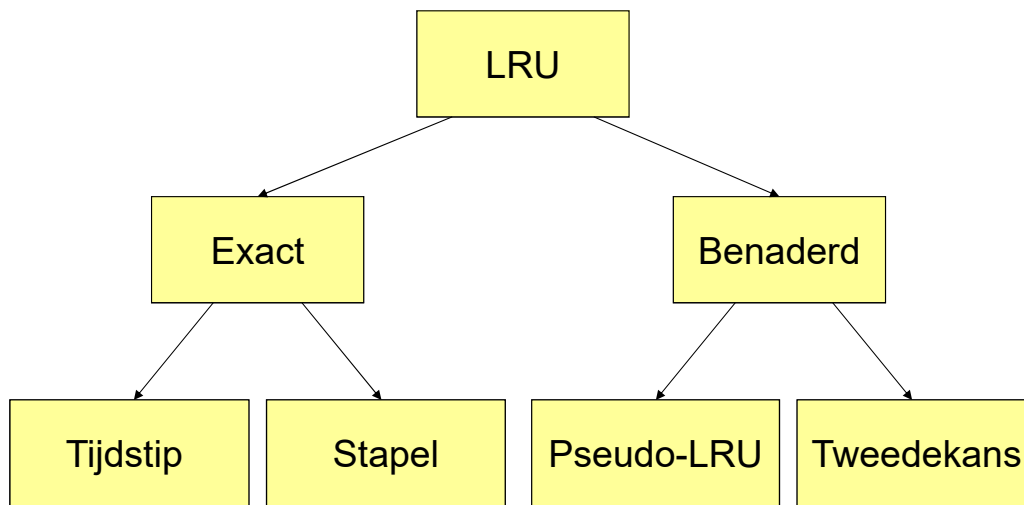 LRU
Exact
Benaderd
Tijdstip
Stapel
Pseudo-LRU
Tweedekans